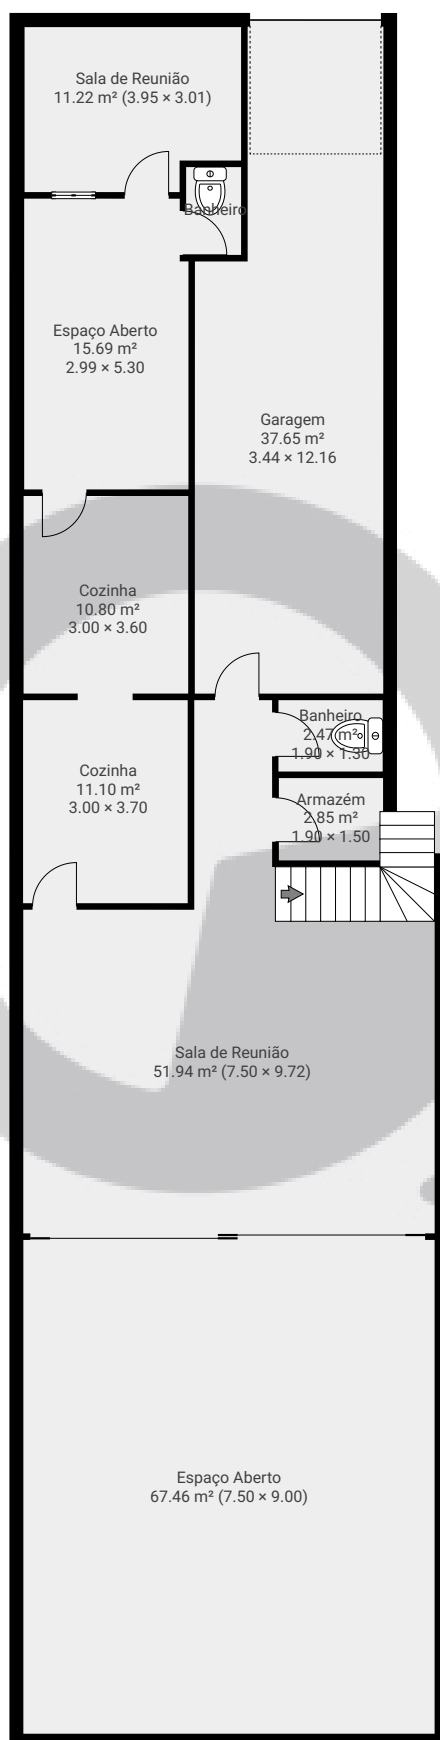 Sala de Reunião
11.22 m² (3.95 × 3.01)
Banheiro
Espaço Aberto
15.69 m²
2.99 × 5.30
Garagem
37.65 m²
3.44 × 12.16
Cozinha
10.80 m²
3.00 × 3.60
Banheiro
2.47 m²
1.90 × 1.30
Cozinha
11.10 m²
3.00 × 3.70
Armazém
2.85 m²
1.90 × 1.50
Sala de Reunião
51.94 m² (7.50 × 9.72)
Espaço Aberto
67.46 m² (7.50 × 9.00)